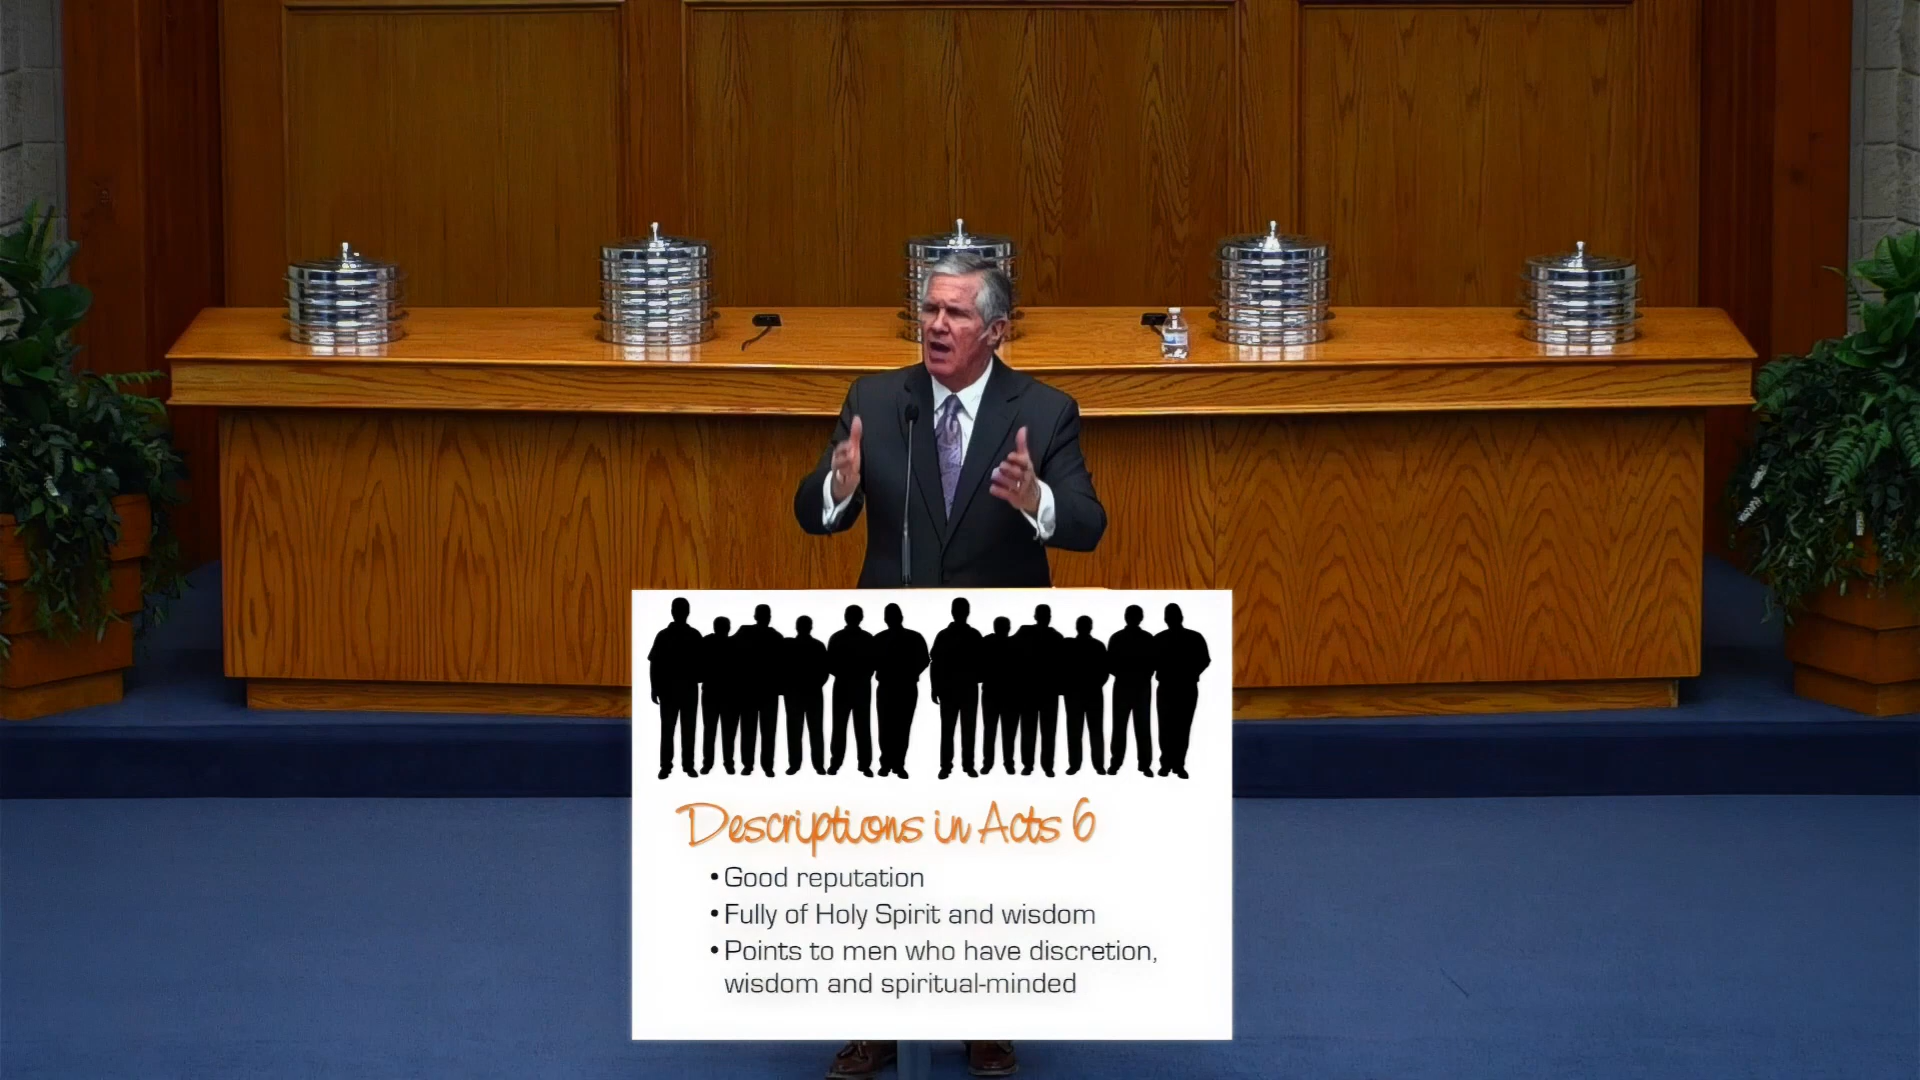 Descriptions in Acts 6
• Good reputation
• Fully of Holy Spirit and wisdom
• Points to men who have discretion,
wisdom and spiritual-minded